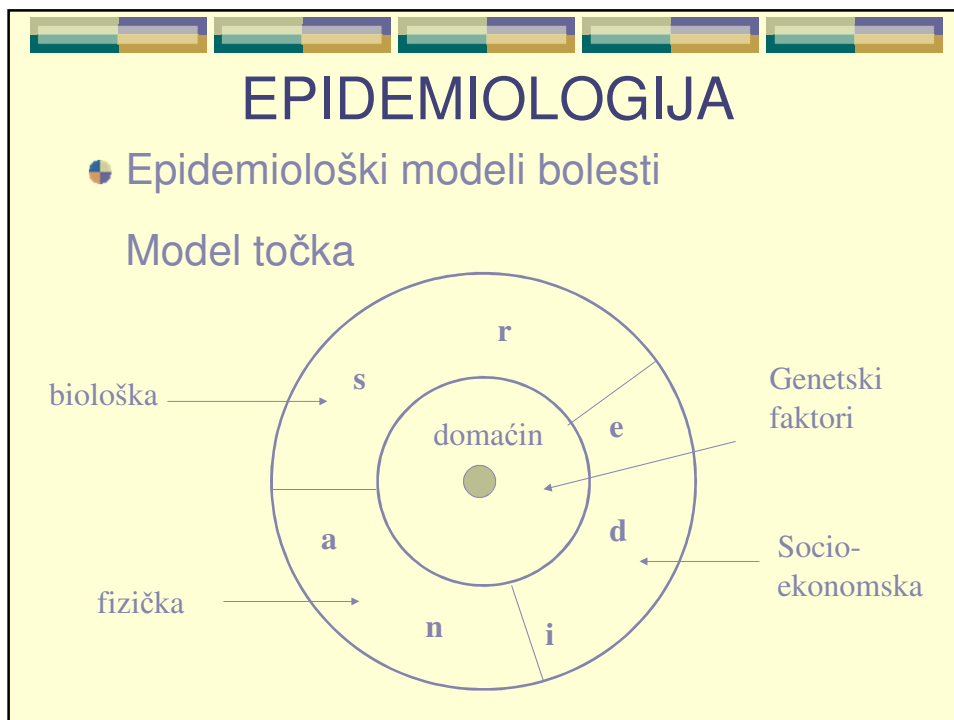 EPIDEMIOLOGIJA
Epidemiološki modeli bolesti
Model točka
r
s
e
d
i
n
a
domaćin
biološka
Genetski
faktori
fizička
Socio-
ekonomska